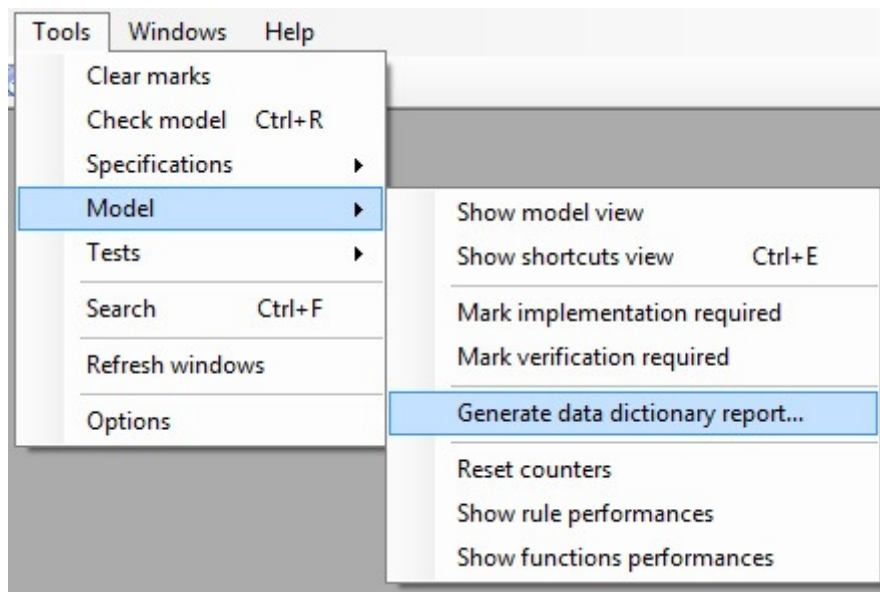 Tools Windows Help
Clear marks
Check model Ctrl+R
Specifications
Model
Tests
Search Ctrl+F
Refresh windows
Options
Show model view
Show shortcuts view Ctrl+E
Mark implementation required
Mark verification required
Generate data dictionary report...
Reset counters
Show rule performances
Show functions performances